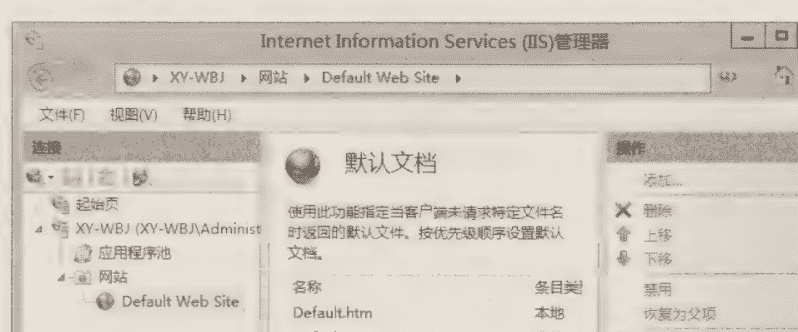 Internet Information Services (IIS)管理器
XY-WBJ 网站 Default Web Site
文件(F) 视图(V) 帮助(H)
连接
起始页
XY-WBJ (XY-WBJ\Administ
应用程序池
网站
Default Web Site
默认文档
使用此功能指定当客户端未请求特定文件名
时返回的默认文件。按优先级顺序设置默认
文档。
名称 条目类型
Default.htm 本地
操作
添加...
删除
上移
下移
禁用
恢复为父项